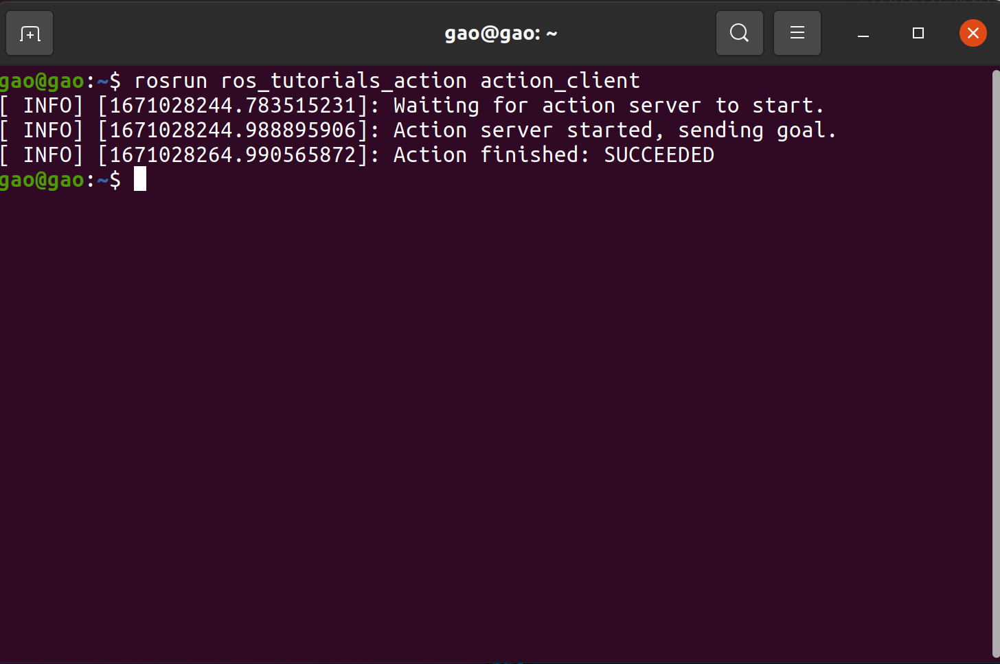 gao@gao: ~
gao@gao:~$ rosrun ros_tutorials_action action_client
[ INFO] [1671028244.783515231]: Waiting for action server to start.
[ INFO] [1671028244.988895906]: Action server started, sending goal.
[ INFO] [1671028264.990565872]: Action finished: SUCCEEDED
gao@gao:~$